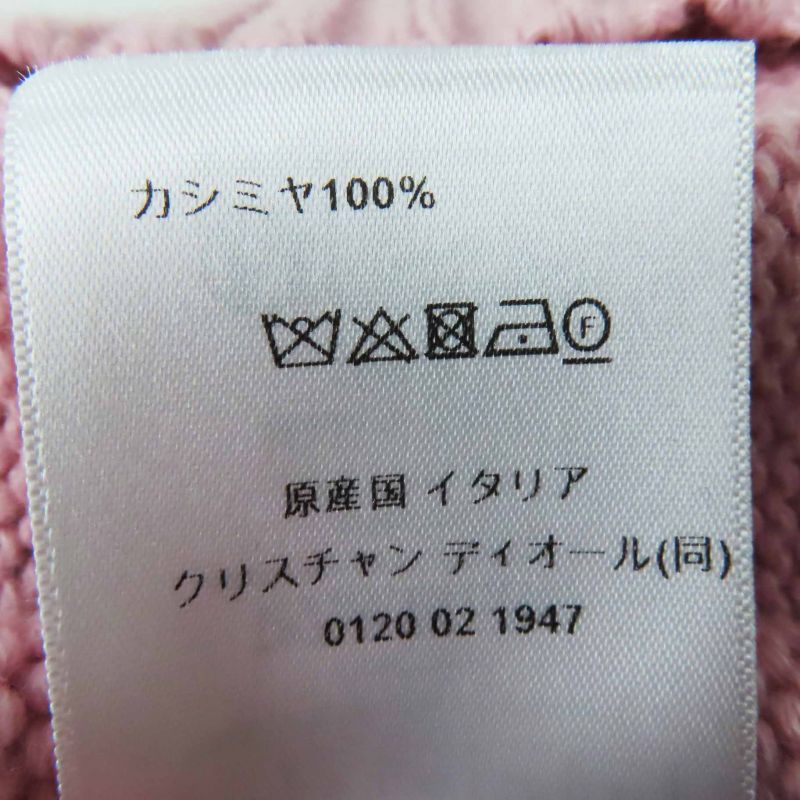 カシミヤ100%
F
原産国 イタリア
クリスチャン ディオール(同)
0120 02 1947